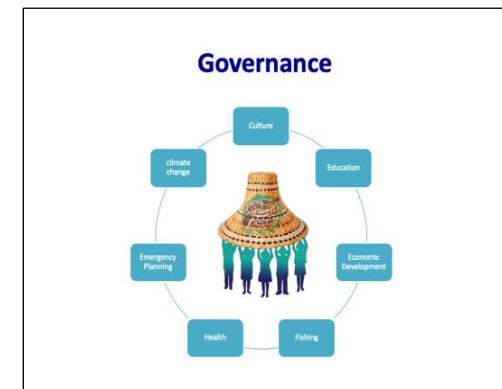 Governance
Culture
Education
Economic
Development
Fishing
Health
Emergency
Planning
climate
change